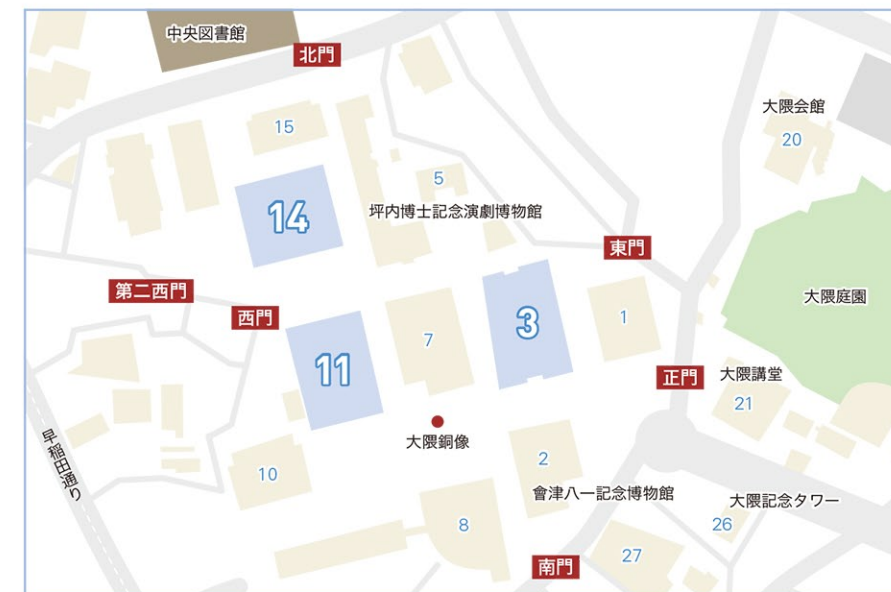 中央図書館
北門
大隈会館
20
15
14
5
坪内博士記念演劇博物館
東門
第二西門
西門
大隈庭園
3
1
7
11
正門
大隈講堂
21
大隈銅像
早稲田通り
10
2
會津八一記念博物館
大隈記念タワー
26
8
27
南門